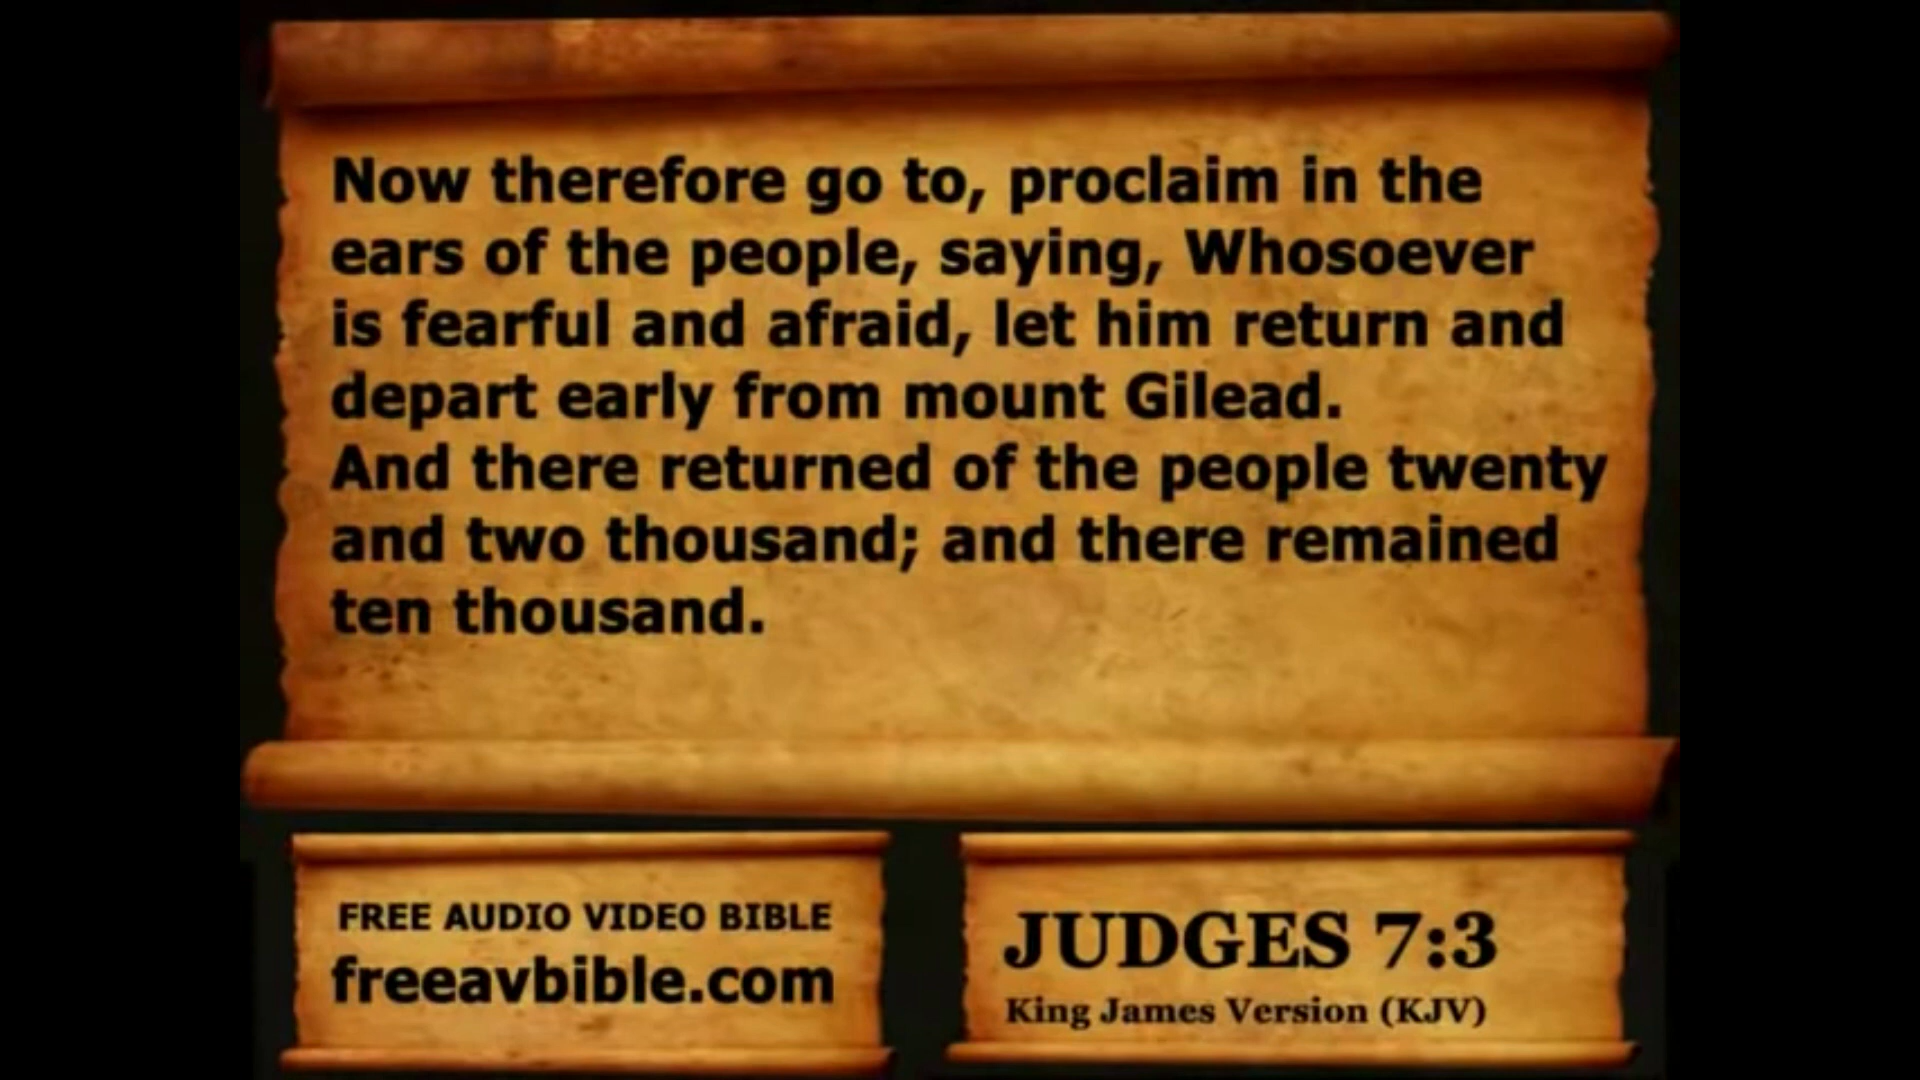 Now therefore go to, proclaim in the
ears of the people, saying, Whosoever
is fearful and afraid, let him return and
depart early from mount Gilead.
And there returned of the people twenty
and two thousand; and there remained
ten thousand.
FREE AUDIO VIDEO BIBLE
freeavbible.com
JUDGES 7:3
King James Version (KJV)